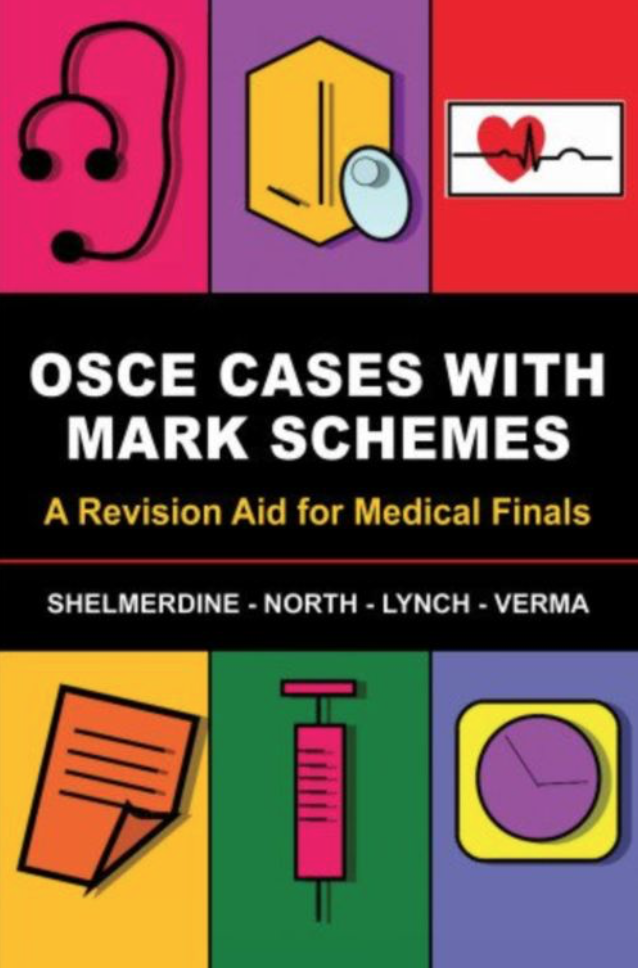 OSCE CASES WITH
MARK SCHEMES
A Revision Aid for Medical Finals
SHELMERDINE - NORTH - LYNCH - VERMA